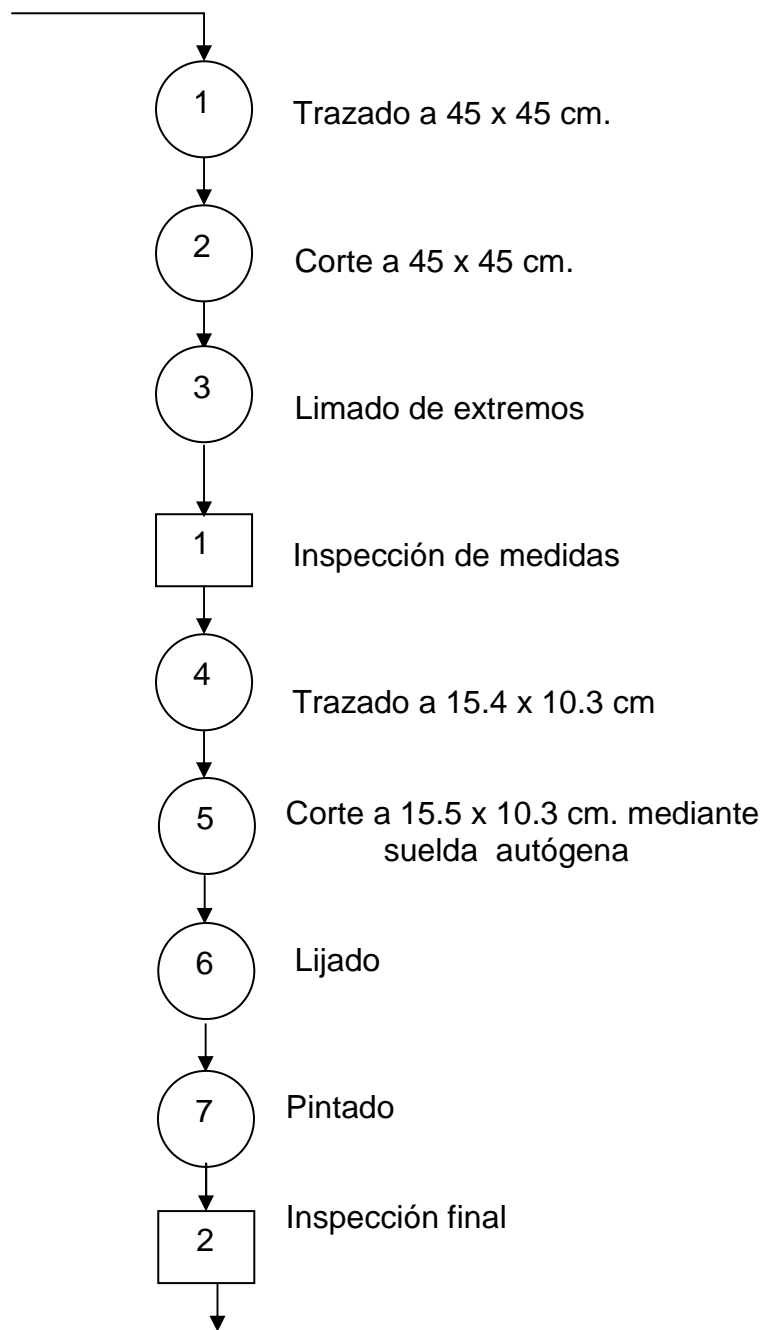 1
Trazado a 45 x 45 cm.
2
Corte a 45 x 45 cm.
3
Limado de extremos
1
Inspección de medidas
4
Trazado a 15.4 x 10.3 cm
5
Corte a 15.5 x 10.3 cm. mediante
suelda autógena
6
Lijado
7
Pintado
2
Inspección final